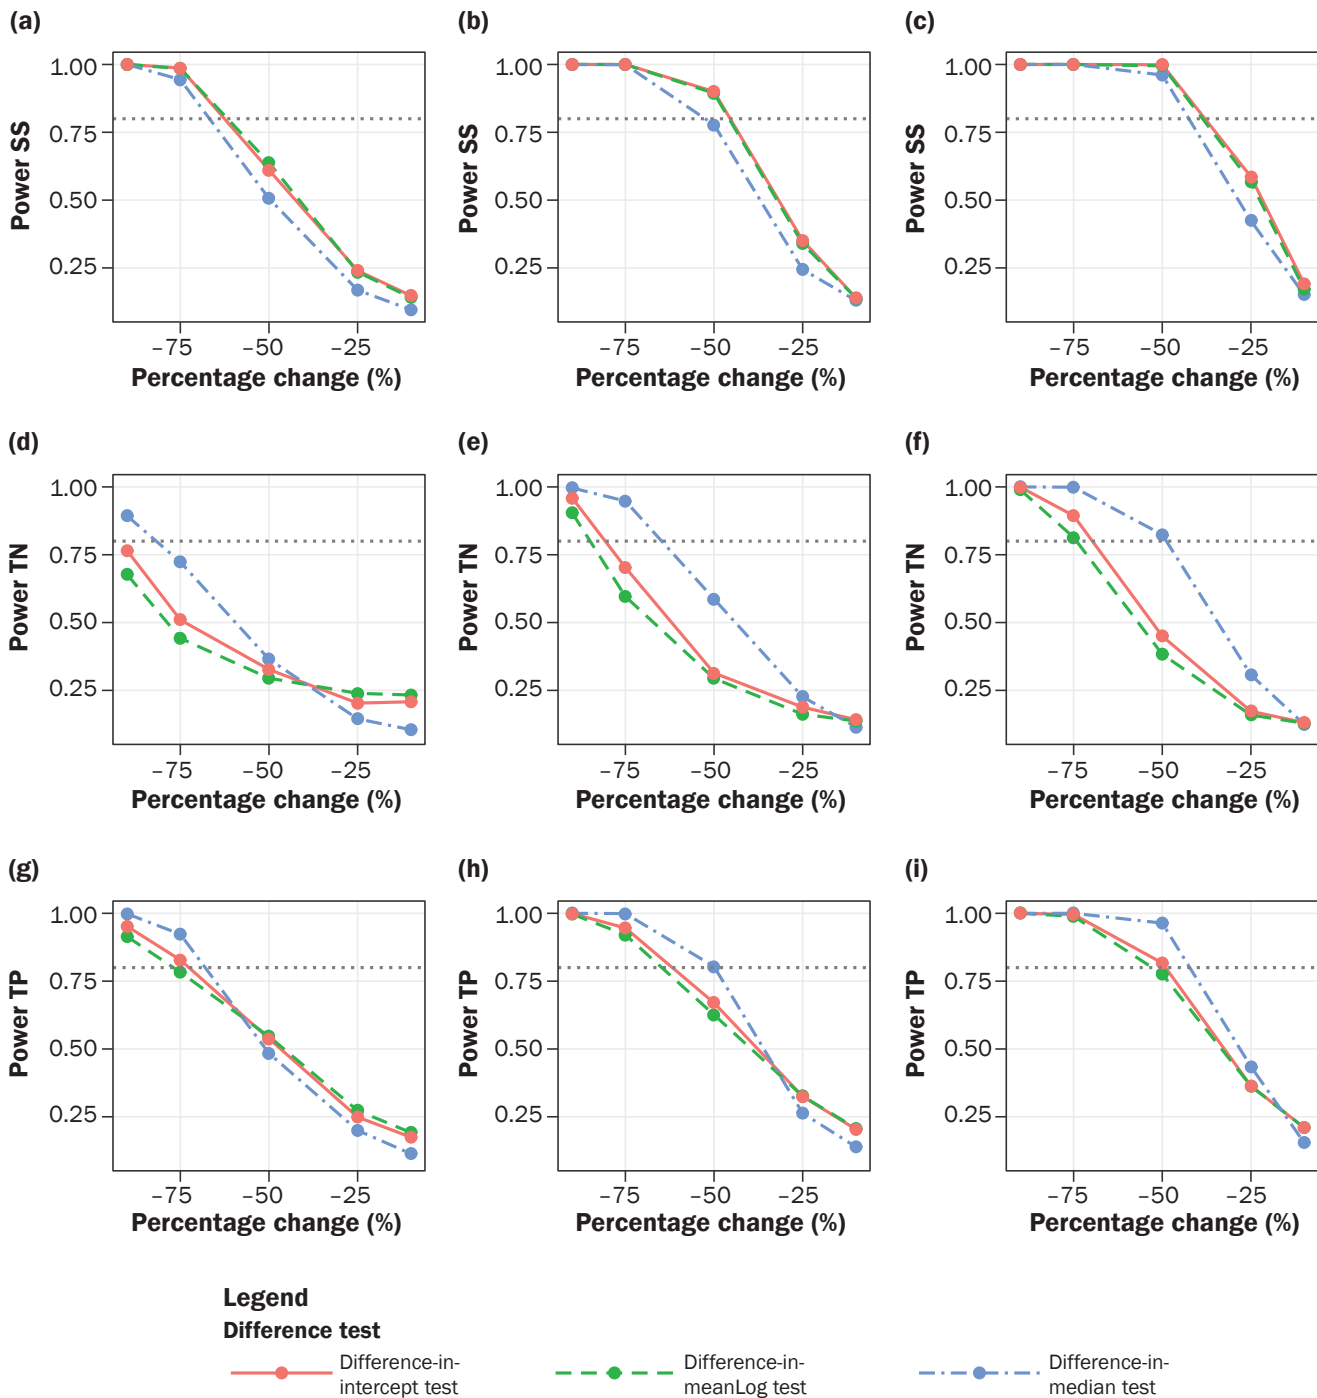 (a)
(b)
(c)
1.00
0.75
0.50
0.25
Power SS
−75
−50
−25
Percentage change (%)
1.00
0.75
0.50
0.25
Power SS
−75
−50
−25
Percentage change (%)
1.00
0.75
0.50
0.25
Power SS
−75
−50
−25
Percentage change (%)
(d)
(e)
(f)
1.00
0.75
0.50
0.25
Power TN
−75
−50
−25
Percentage change (%)
1.00
0.75
0.50
0.25
Power TN
−75
−50
−25
Percentage change (%)
1.00
0.75
0.50
0.25
Power TN
−75
−50
−25
Percentage change (%)
(g)
(h)
(i)
1.00
0.75
0.50
0.25
Power TP
−75
−50
−25
Percentage change (%)
1.00
0.75
0.50
0.25
Power TP
−75
−50
−25
Percentage change (%)
1.00
0.75
0.50
0.25
Power TP
−75
−50
−25
Percentage change (%)
Legend
Difference test
Difference-in-
intercept test
Difference-in-
meanLog test
Difference-in-
median test